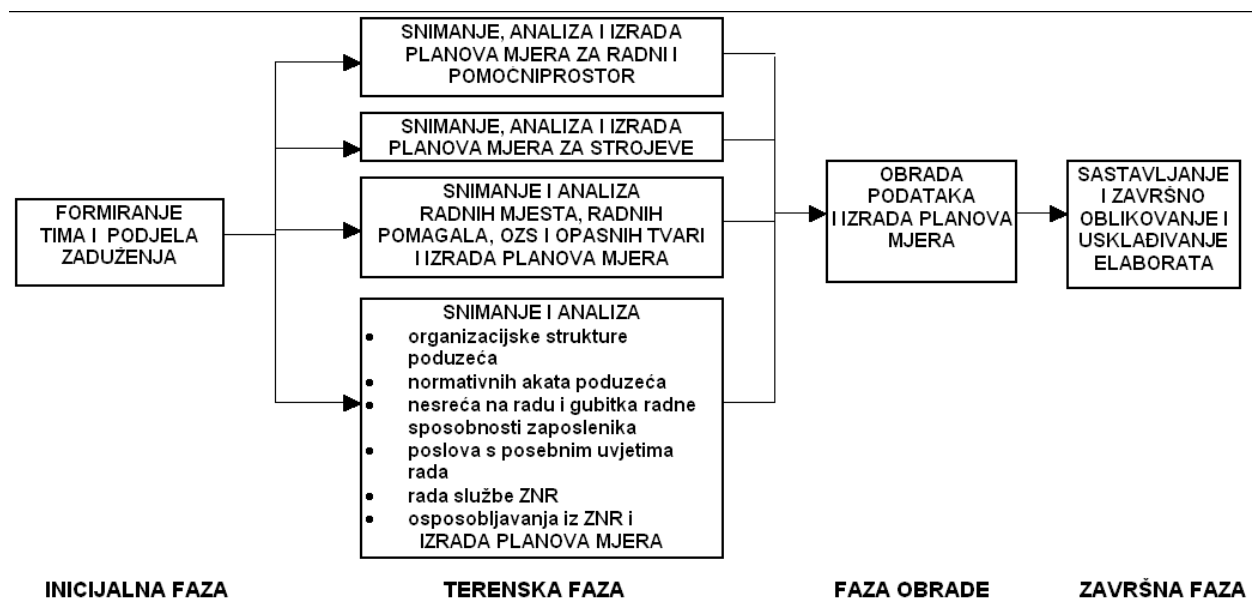 FORMIRANJE
TIMA I PODJELA
ZADUŽENJA
SNIMANJE, ANALIZA I IZRADA
PLANOVA MJERA ZA RADNI I
POMOĆNIPROSTOR
SNIMANJE, ANALIZA I IZRADA
PLANOVA MJERA ZA STROJEVE
SNIMANJE I ANALIZA
RADNIH MJESTA, RADNIH
POMAGALA, OZS I OPASNIH TVARI
I IZRADA PLANOVA MJERA
SNIMANJE I ANALIZA
• organizacijske strukture
poduzeća
• normativnih akata poduzeća
• nesreća na radu i gubitka radne
sposobnosti zaposlenika
• poslova s posebnim uvjetima
rada
• rada službe ZNR
• osposobljavanja iz ZNR i
IZRADA PLANOVA MJERA
OBRADA
PODATAKA
I IZRADA PLANOVA
MJERA
SASTAVLJANJE
I ZAVRŠNO
OBLIKOVANJE I
USKLAĐIVANJE
ELABORATA
INICIJALNA FAZA
TERENSKA FAZA
FAZA OBRADE
ZAVRŠNA FAZA